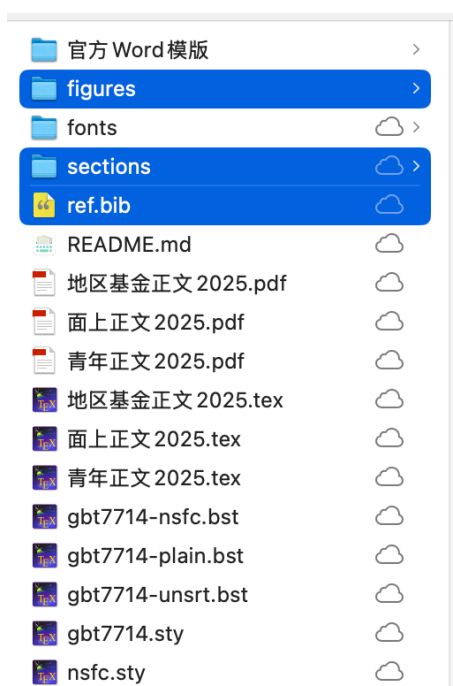 官方Word模版
figures
fonts
sections
ref.bib
README.md
地区基金正文2025.pdf
面上正文2025.pdf
青年正文2025.pdf
地区基金正文2025.tex
面上正文2025.tex
青年正文2025.tex
gbt7714-nsfc.bst
gbt7714-plain.bst
gbt7714-unsrt.bst
gbt7714.sty
nsfc.sty